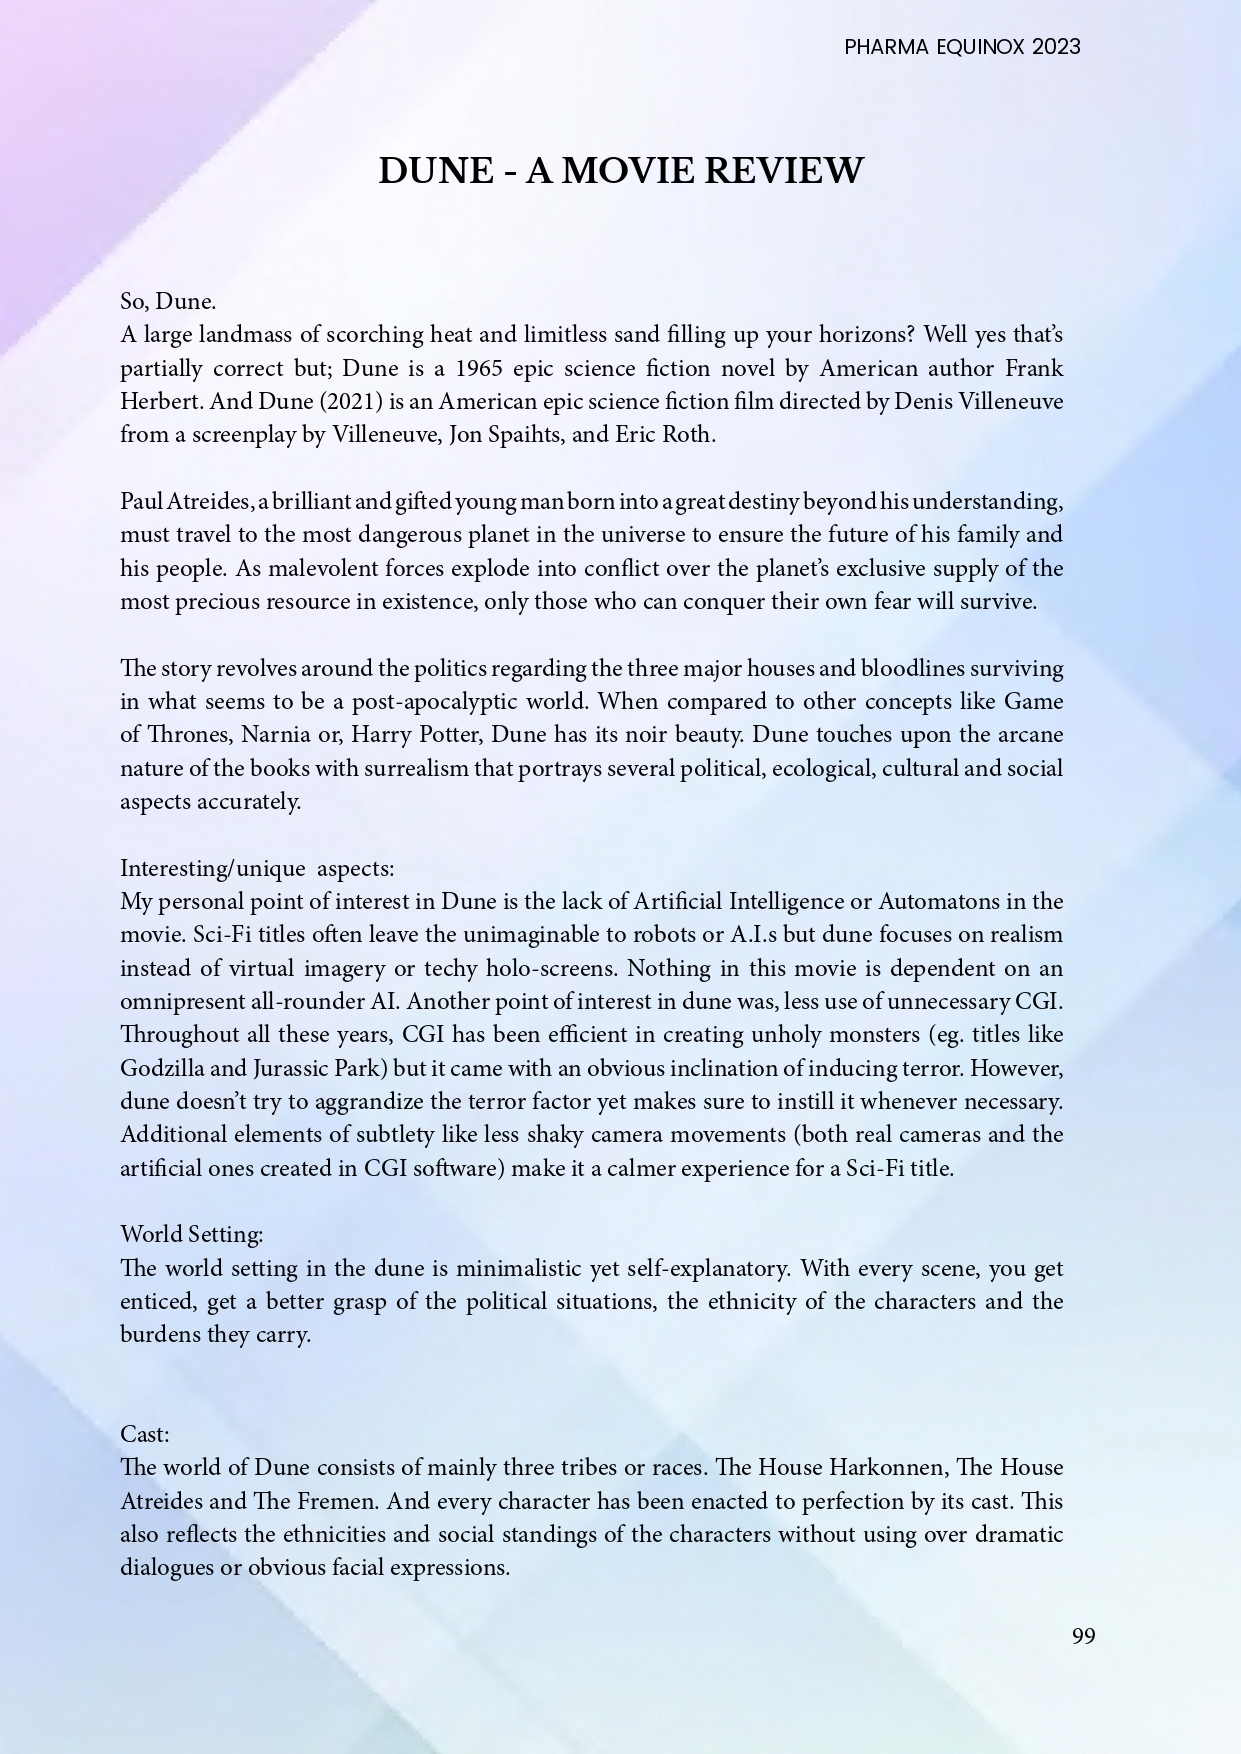 PHARMA EQUINOX 2023
DUNE - A MOVIE REVIEW
So, Dune.
A large landmass of scorching heat and limitless sand filling up your horizons? Well yes that’s
partially correct but; Dune is a 1965 epic science fiction novel by American author Frank
Herbert. And Dune (2021) is an American epic science fiction film directed by Denis Villeneuve
from a screenplay by Villeneuve, Jon Spaihts, and Eric Roth.
Paul Atreides, a brilliant and gifted young man born into a great destiny beyond his understanding,
must travel to the most dangerous planet in the universe to ensure the future of his family and
his people. As malevolent forces explode into conflict over the planet’s exclusive supply of the
most precious resource in existence, only those who can conquer their own fear will survive.
The story revolves around the politics regarding the three major houses and bloodlines surviving
in what seems to be a post-apocalyptic world. When compared to other concepts like Game
of Thrones, Narnia or, Harry Potter, Dune has its noir beauty. Dune touches upon the arcane
nature of the books with surrealism that portrays several political, ecological, cultural and social
aspects accurately.
Interesting/unique aspects:
My personal point of interest in Dune is the lack of Artificial Intelligence or Automatons in the
movie. Sci-Fi titles often leave the unimaginable to robots or A.I.s but dune focuses on realism
instead of virtual imagery or techy holo-screens. Nothing in this movie is dependent on an
omnipresent all-rounder AI. Another point of interest in dune was, less use of unnecessary CGI.
Throughout all these years, CGI has been efficient in creating unholy monsters (eg. titles like
Godzilla and Jurassic Park) but it came with an obvious inclination of inducing terror. However,
dune doesn’t try to aggrandize the terror factor yet makes sure to instill it whenever necessary.
Additional elements of subtlety like less shaky camera movements (both real cameras and the
artificial ones created in CGI software) make it a calmer experience for a Sci-Fi title.
World Setting:
The world setting in the dune is minimalistic yet self-explanatory. With every scene, you get
enticed, get a better grasp of the political situations, the ethnicity of the characters and the
burdens they carry.
Cast:
The world of Dune consists of mainly three tribes or races. The House Harkonnen, The House
Atreides and The Fremen. And every character has been enacted to perfection by its cast. This
also reflects the ethnicities and social standings of the characters without using over dramatic
dialogues or obvious facial expressions.
99